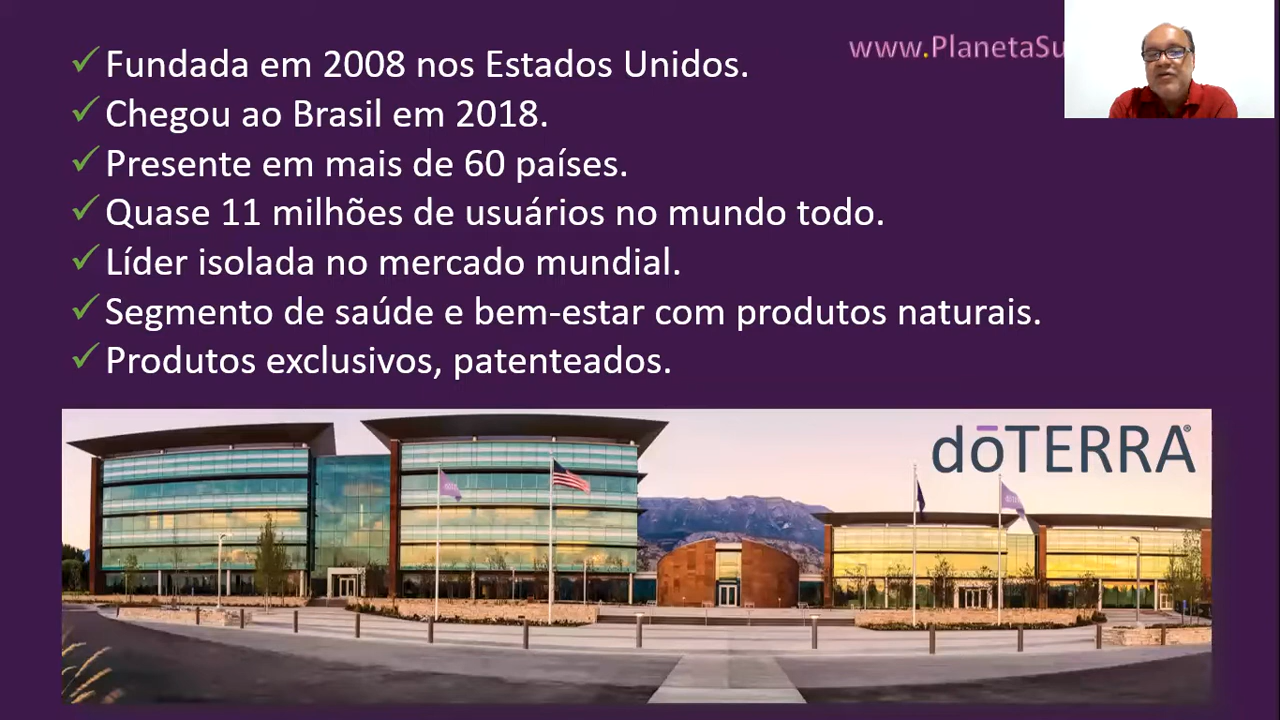 Fundada em 2008 nos Estados Unidos.
Chegou ao Brasil em 2018.
Presente em mais de 60 países.
Quase 11 milhões de usuários no mundo todo.
Líder isolada no mercado mundial.
Segmento de saúde e bem-estar com produtos naturais.
Produtos exclusivos, patenteados.
www.PlanetaSu
dōTERRA®